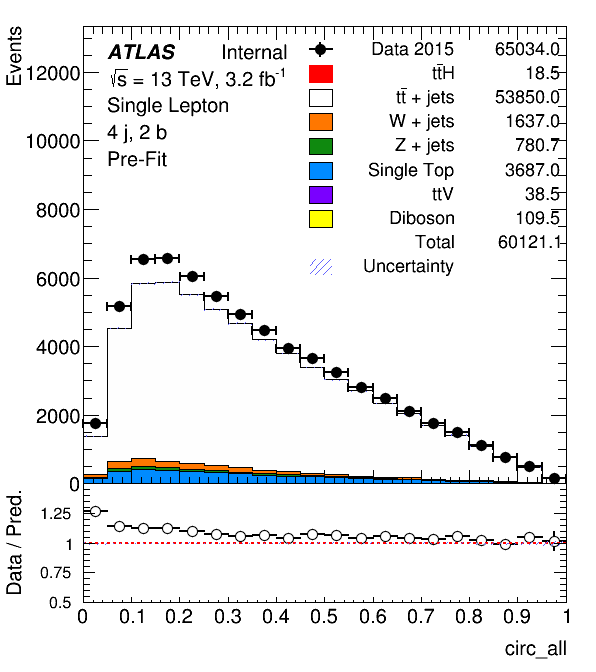 Events
ATLAS Internal
√s = 13 TeV, 3.2 fb⁻¹
Single Lepton
4 j, 2 b
Pre-Fit
Data 2015 65034.0
tt̄H 18.5
tt̄ + jets 53850.0
W + jets 1637.0
Z + jets 780.7
Single Top 3687.0
ttV 38.5
Diboson 109.5
Total 60121.1
Uncertainty
12000
10000
8000
6000
4000
2000
0
Data / Pred.
1.25
1
0.75
0.5
0 0.1 0.2 0.3 0.4 0.5 0.6 0.7 0.8 0.9 1
circ_all